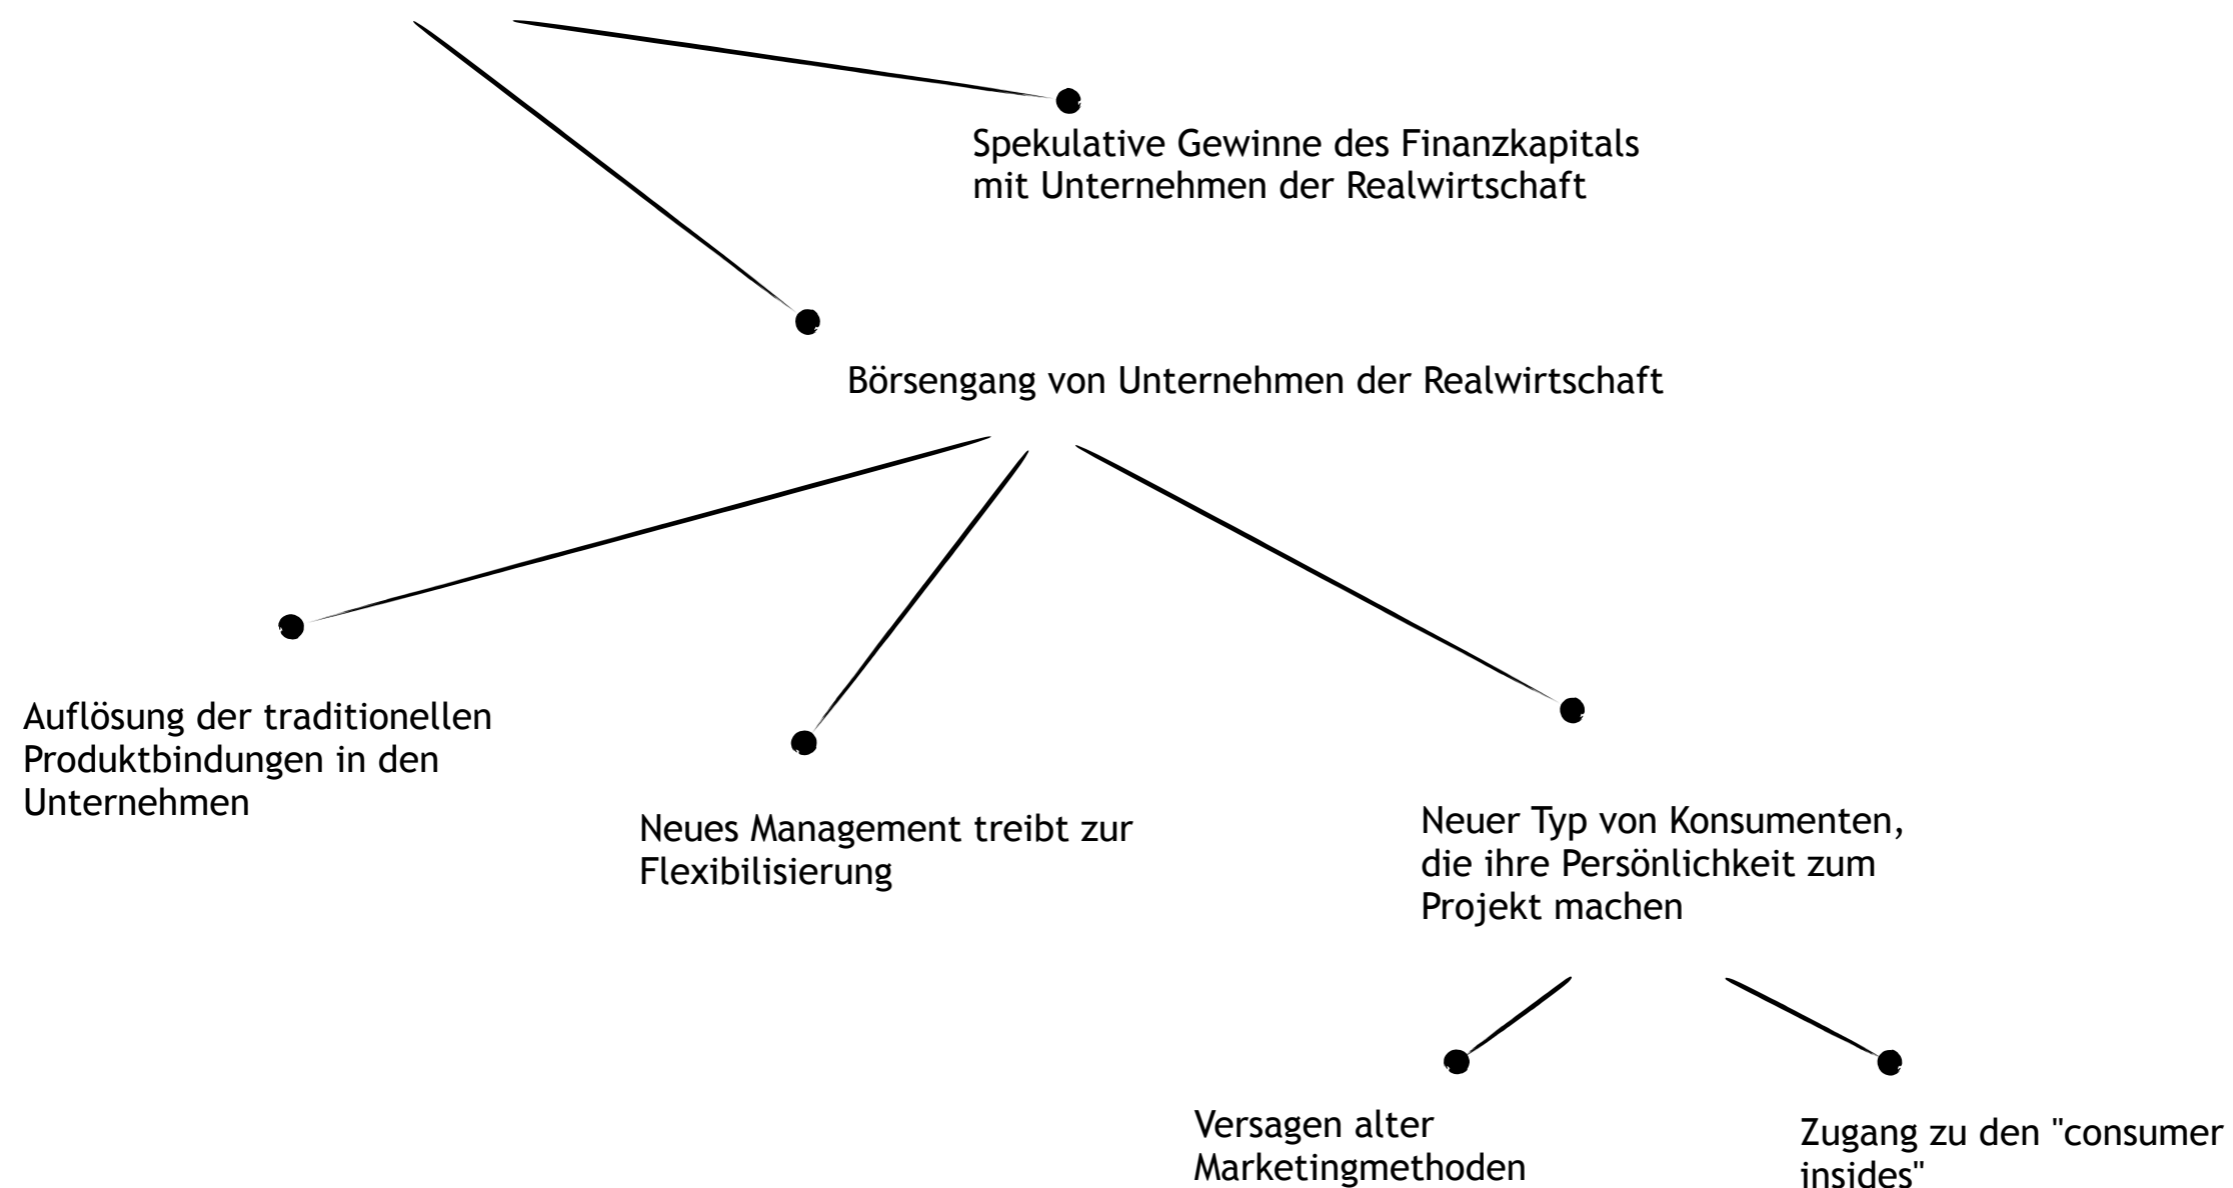 Spekulative Gewinne des Finanzkapitals
mit Unternehmen der Realwirtschaft
Börsengang von Unternehmen der Realwirtschaft
Auflösung der traditionellen
Produktbindungen in den
Unternehmen
Neues Management treibt zur
Flexibilisierung
Neuer Typ von Konsumenten,
die ihre Persönlichkeit zum
Projekt machen
Versagen alter
Marketingmethoden
Zugang zu den "consumer
insides"